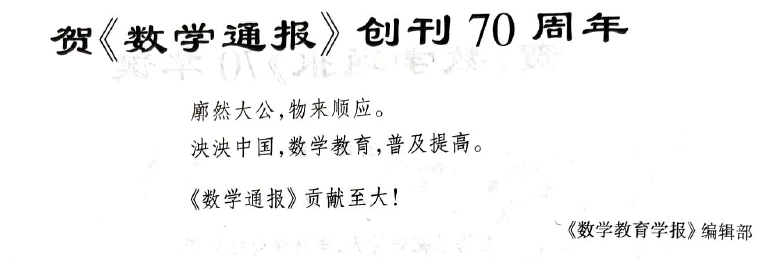 贺《数学通报》创刊 70 周年
廓然大公,物来顺应。
泱泱中国,数学教育,普及提高。
《数学通报》贡献至大!
《数学教育学报》编辑部